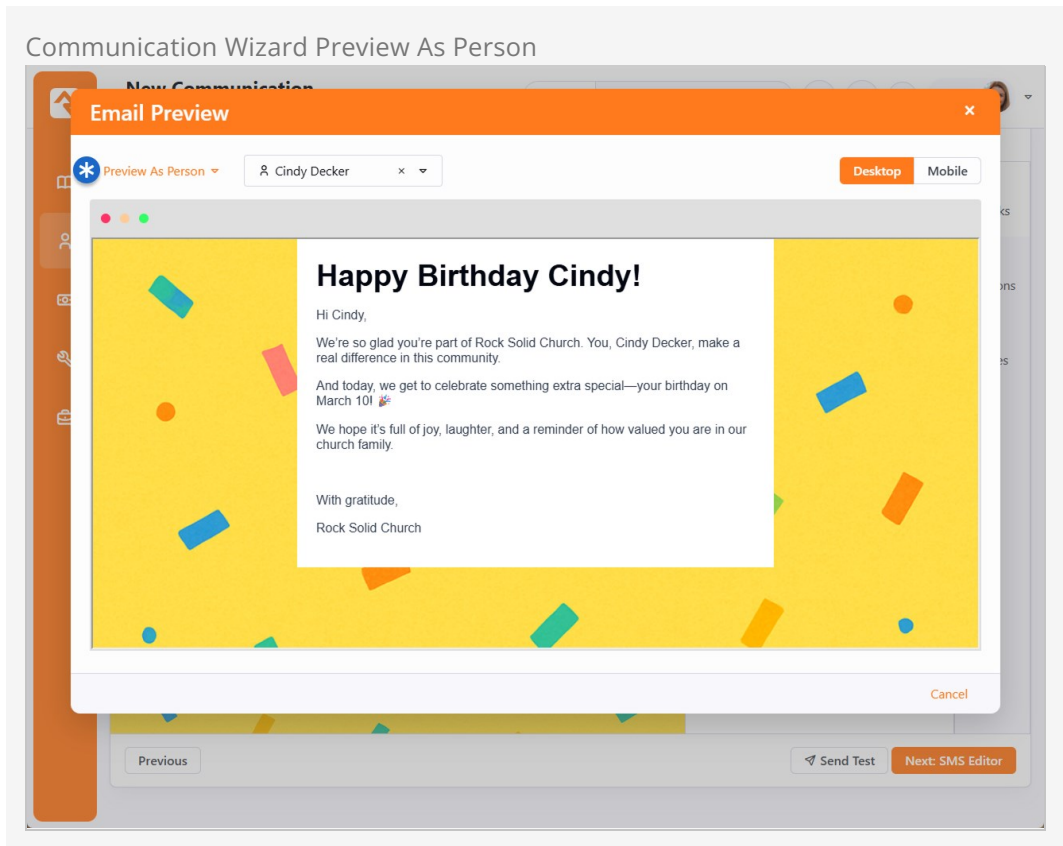 Communication Wizard Preview As Person
New Communication
Email Preview
×
Preview As Person
Cindy Decker
×
Desktop
Mobile
Happy Birthday Cindy!
Hi Cindy,
We're so glad you're part of Rock Solid Church. You, Cindy Decker, make a
real difference in this community.
And today, we get to celebrate something extra special—your birthday on
March 10! 🎉
We hope it's full of joy, laughter, and a reminder of how valued you are in our
church family.
With gratitude,
Rock Solid Church
Cancel
Previous
Send Test
Next: SMS Editor